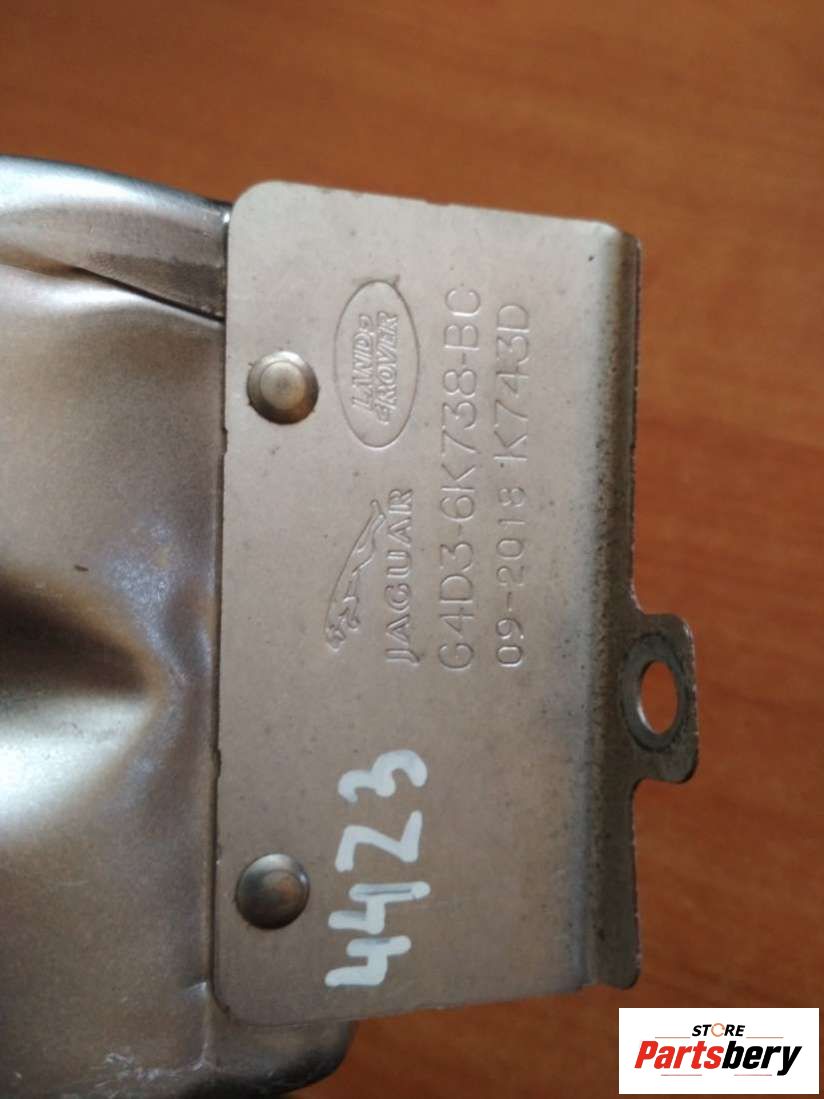 JAGUAR
LAND
ROVER
G4D3-6K738-BC
09-2018 K743D
4423
STORE
Partsbery